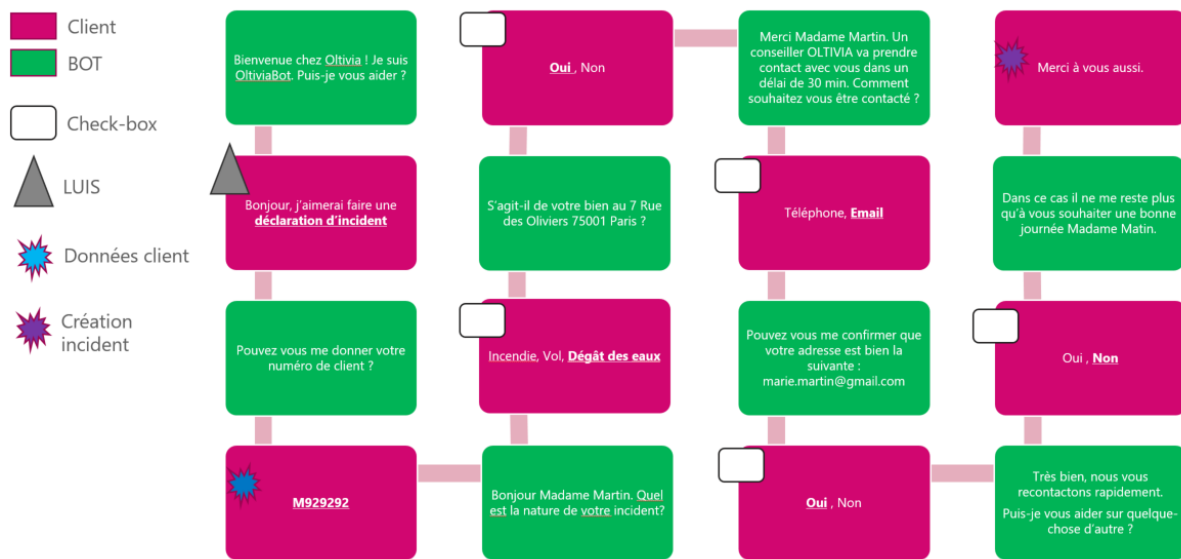 Client
BOT
Check-box
LUIS
Données client
Création
incident
Bienvenue chez Oltivia ! Je suis
OltiviaBot. Puis-je vous aider ?
Bonjour, j’aimerai faire une
déclaration d’incident
Pouvez vous me donner votre
numéro de client ?
M929292
Bonjour Madame Martin. Quel
est la nature de votre incident?
Incendie, Vol, Dégât des eaux
S’agit-il de votre bien au 7 Rue
des Oliviers 75001 Paris ?
Oui , Non
Merci Madame Martin. Un
conseiller OLTIVIA va prendre
contact avec vous dans un
délai de 30 min. Comment
souhaitez vous être contacté ?
Téléphone, Email
Pouvez vous me confirmer que
votre adresse est bien la
suivante :
marie.martin@gmail.com
Oui , Non
Très bien, nous vous
recontactons rapidement.
Puis-je vous aider sur quelque-
chose d’autre ?
Oui , Non
Dans ce cas il ne me reste plus
qu’à vous souhaiter une bonne
journée Madame Matin.
Merci à vous aussi.